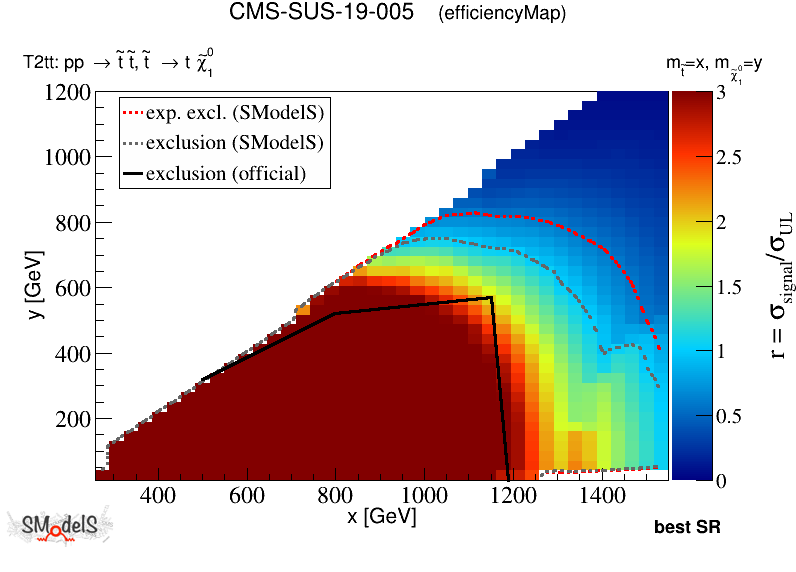 CMS-SUS-19-005 (efficiencyMap)
T2tt: pp → t̃ t̃, t̃ → t χ̃₁⁰
m_t̃=x, m_χ̃₁⁰=y
exp. excl. (SModelS)
exclusion (SModelS)
exclusion (official)
1200
1000
800
600
400
200
y [GeV]
400 600 800 1000 1200 1400
x [GeV]
3
2.5
2
1.5
1
0.5
0
r = σ_signal/σ_UL
SModelS
best SR